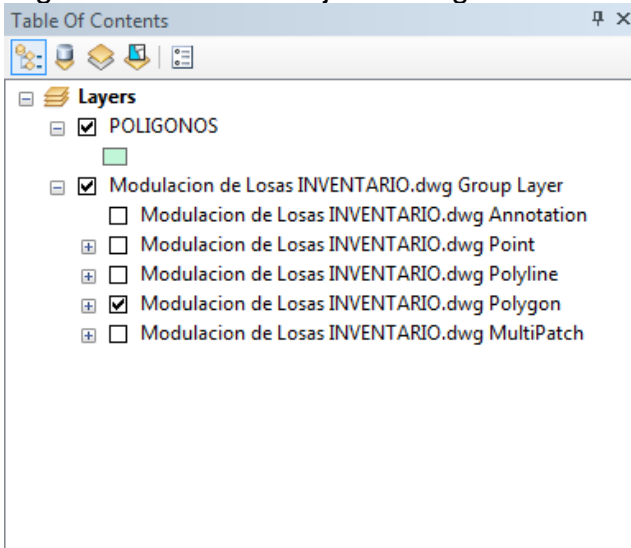 Table Of Contents
Layers
POLIGONOS
Modulacion de Losas INVENTARIO.dwg Group Layer
Modulacion de Losas INVENTARIO.dwg Annotation
Modulacion de Losas INVENTARIO.dwg Point
Modulacion de Losas INVENTARIO.dwg Polyline
Modulacion de Losas INVENTARIO.dwg Polygon
Modulacion de Losas INVENTARIO.dwg MultiPatch